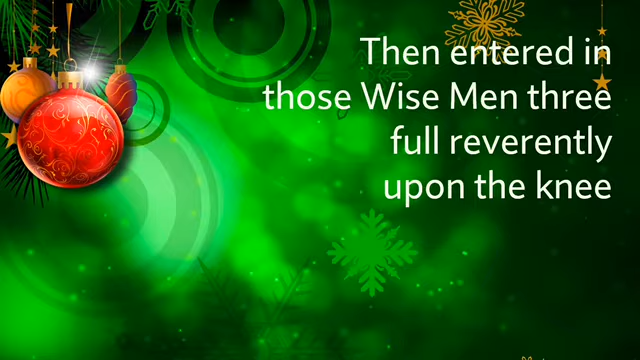 Then entered in
those Wise Men three
full reverently
upon the knee